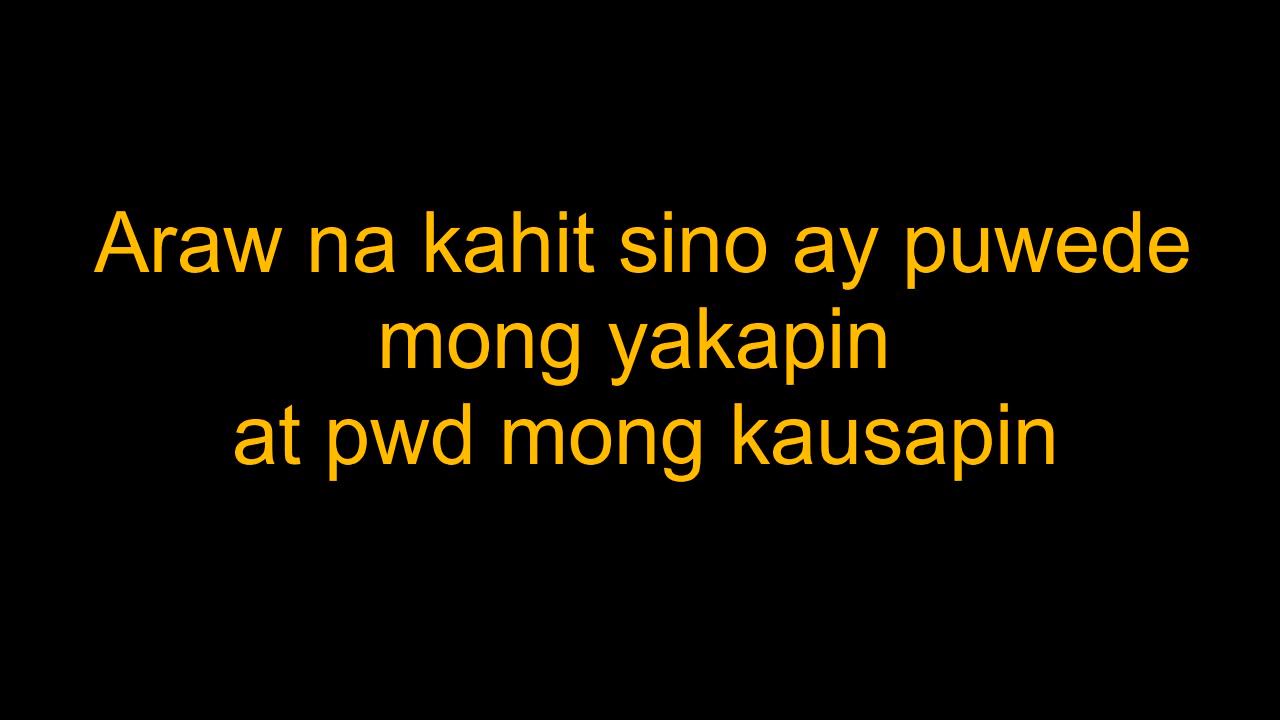 Araw na kahit sino ay puwede
mong yakapin
at pwd mong kausapin